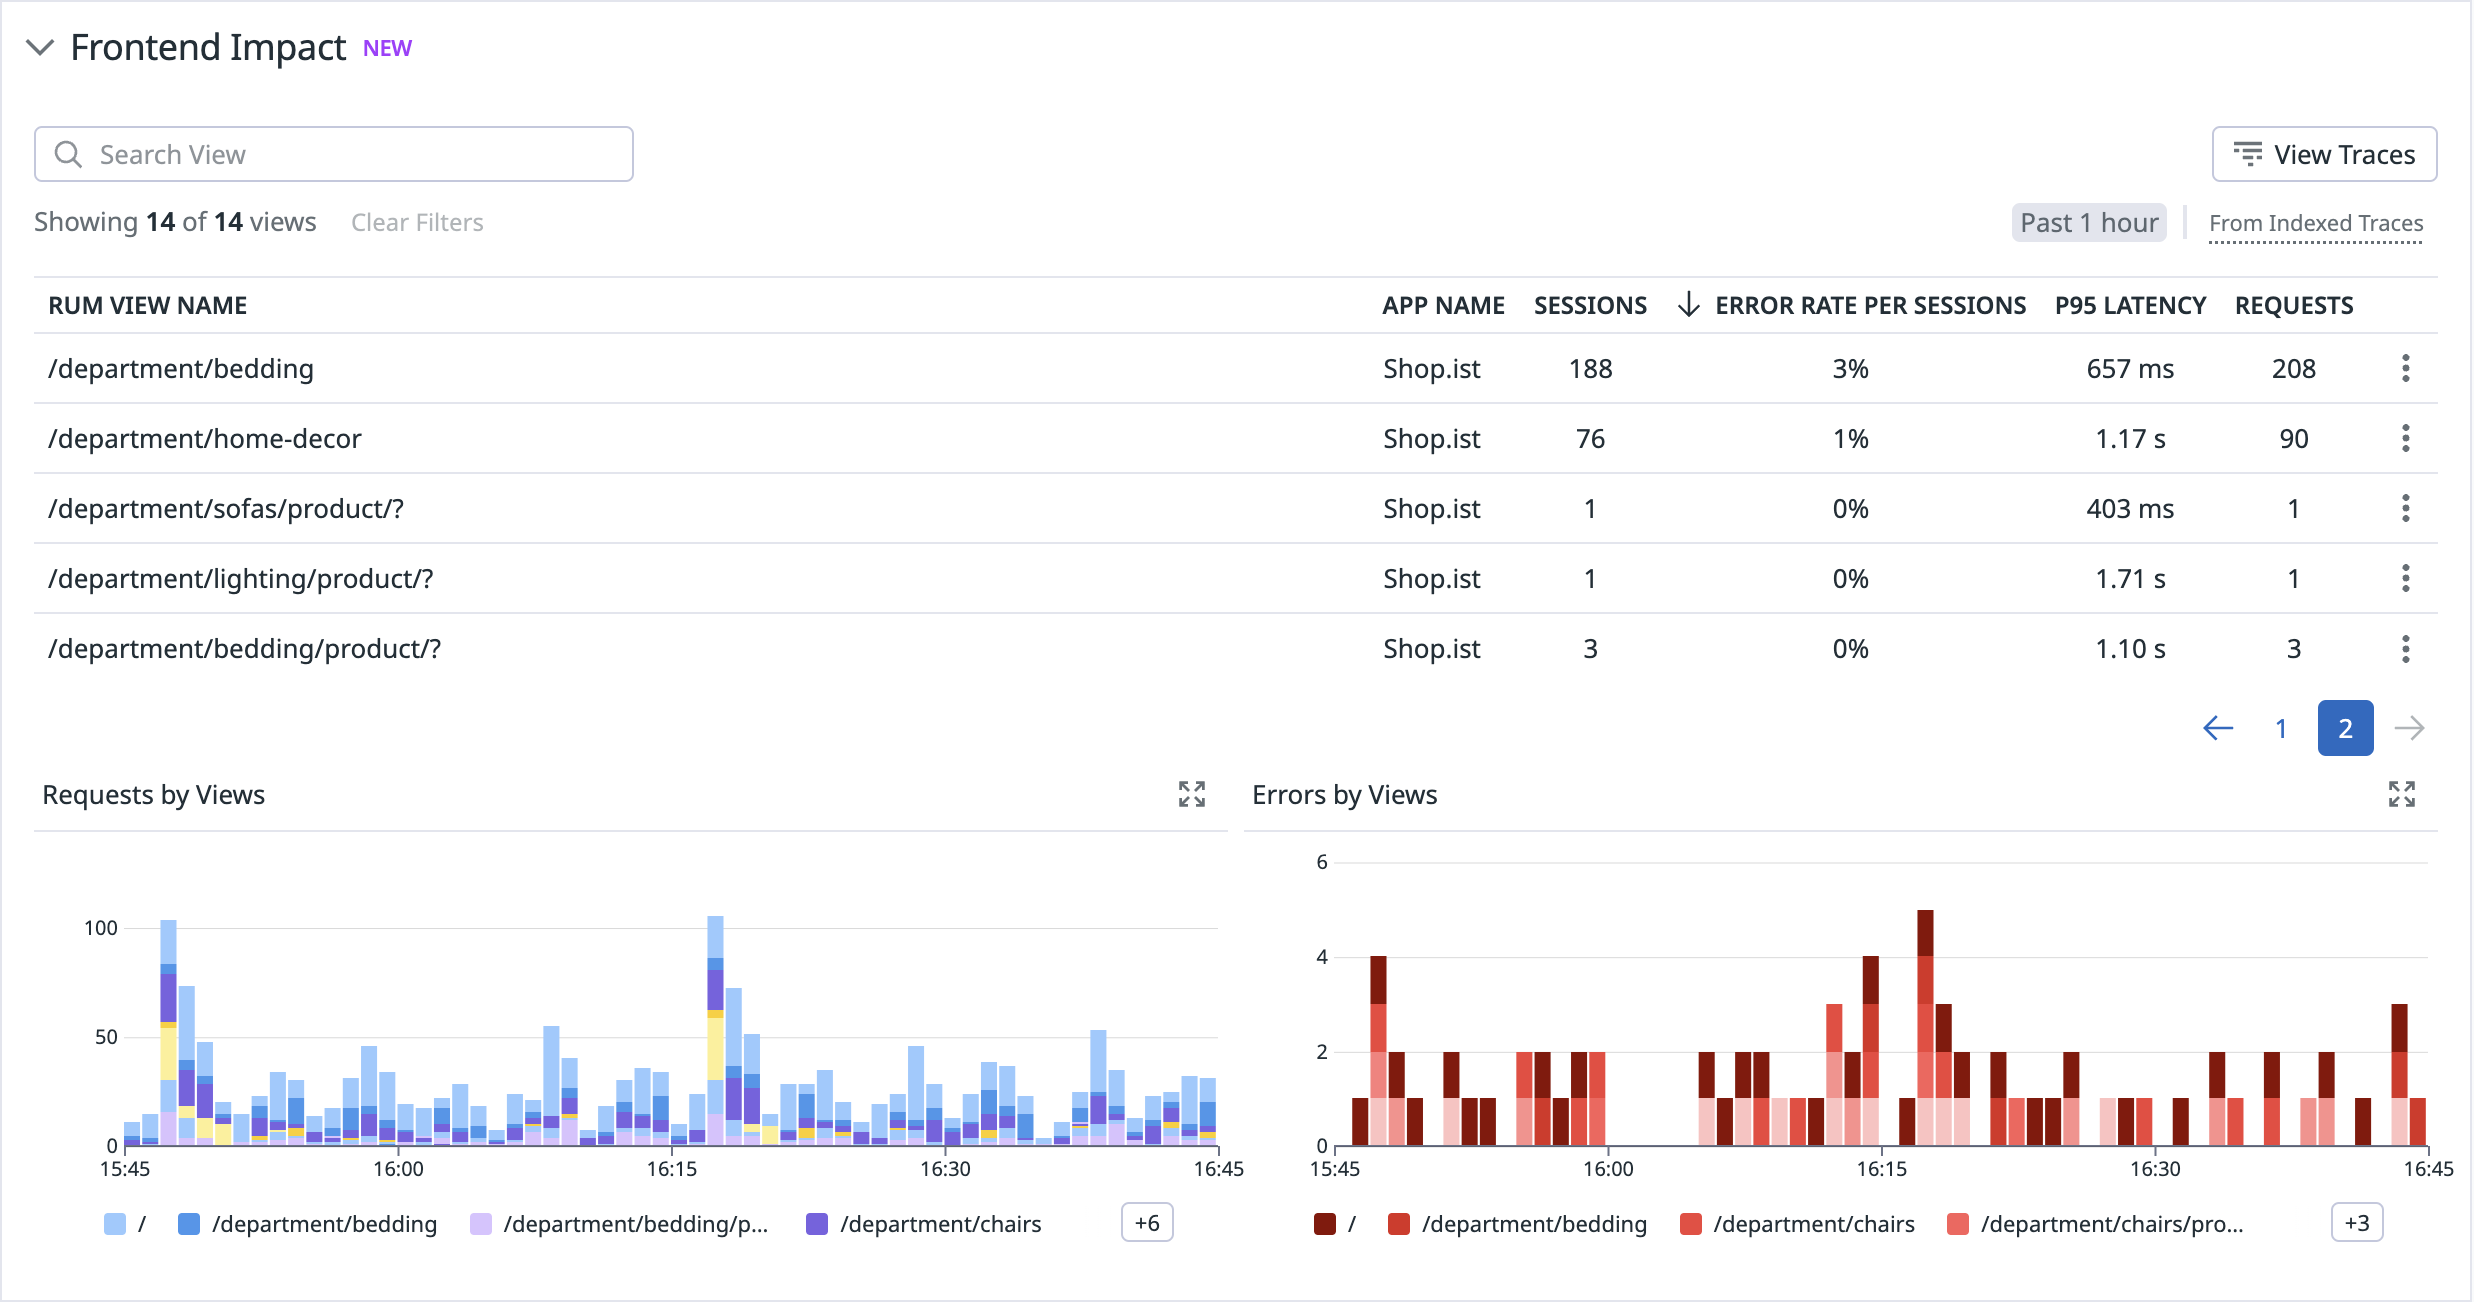 Frontend Impact NEW
Search View
View Traces
Showing 14 of 14 views Clear Filters
Past 1 hour From Indexed Traces
RUM VIEW NAME APP NAME SESSIONS ERROR RATE PER SESSIONS P95 LATENCY REQUESTS
/department/bedding Shop.ist 188 3% 657 ms 208
/department/home-decor Shop.ist 76 1% 1.17 s 90
/department/sofas/product/? Shop.ist 1 0% 403 ms 1
/department/lighting/product/? Shop.ist 1 0% 1.71 s 1
/department/bedding/product/? Shop.ist 3 0% 1.10 s 3
1 2
Requests by Views
100
50
0
15:45 16:00 16:15 16:30 16:45
/ /department/bedding /department/bedding/p... /department/chairs +6
Errors by Views
6
4
2
0
15:45 16:00 16:15 16:30 16:45
/ /department/bedding /department/chairs /department/chairs/pro... +3